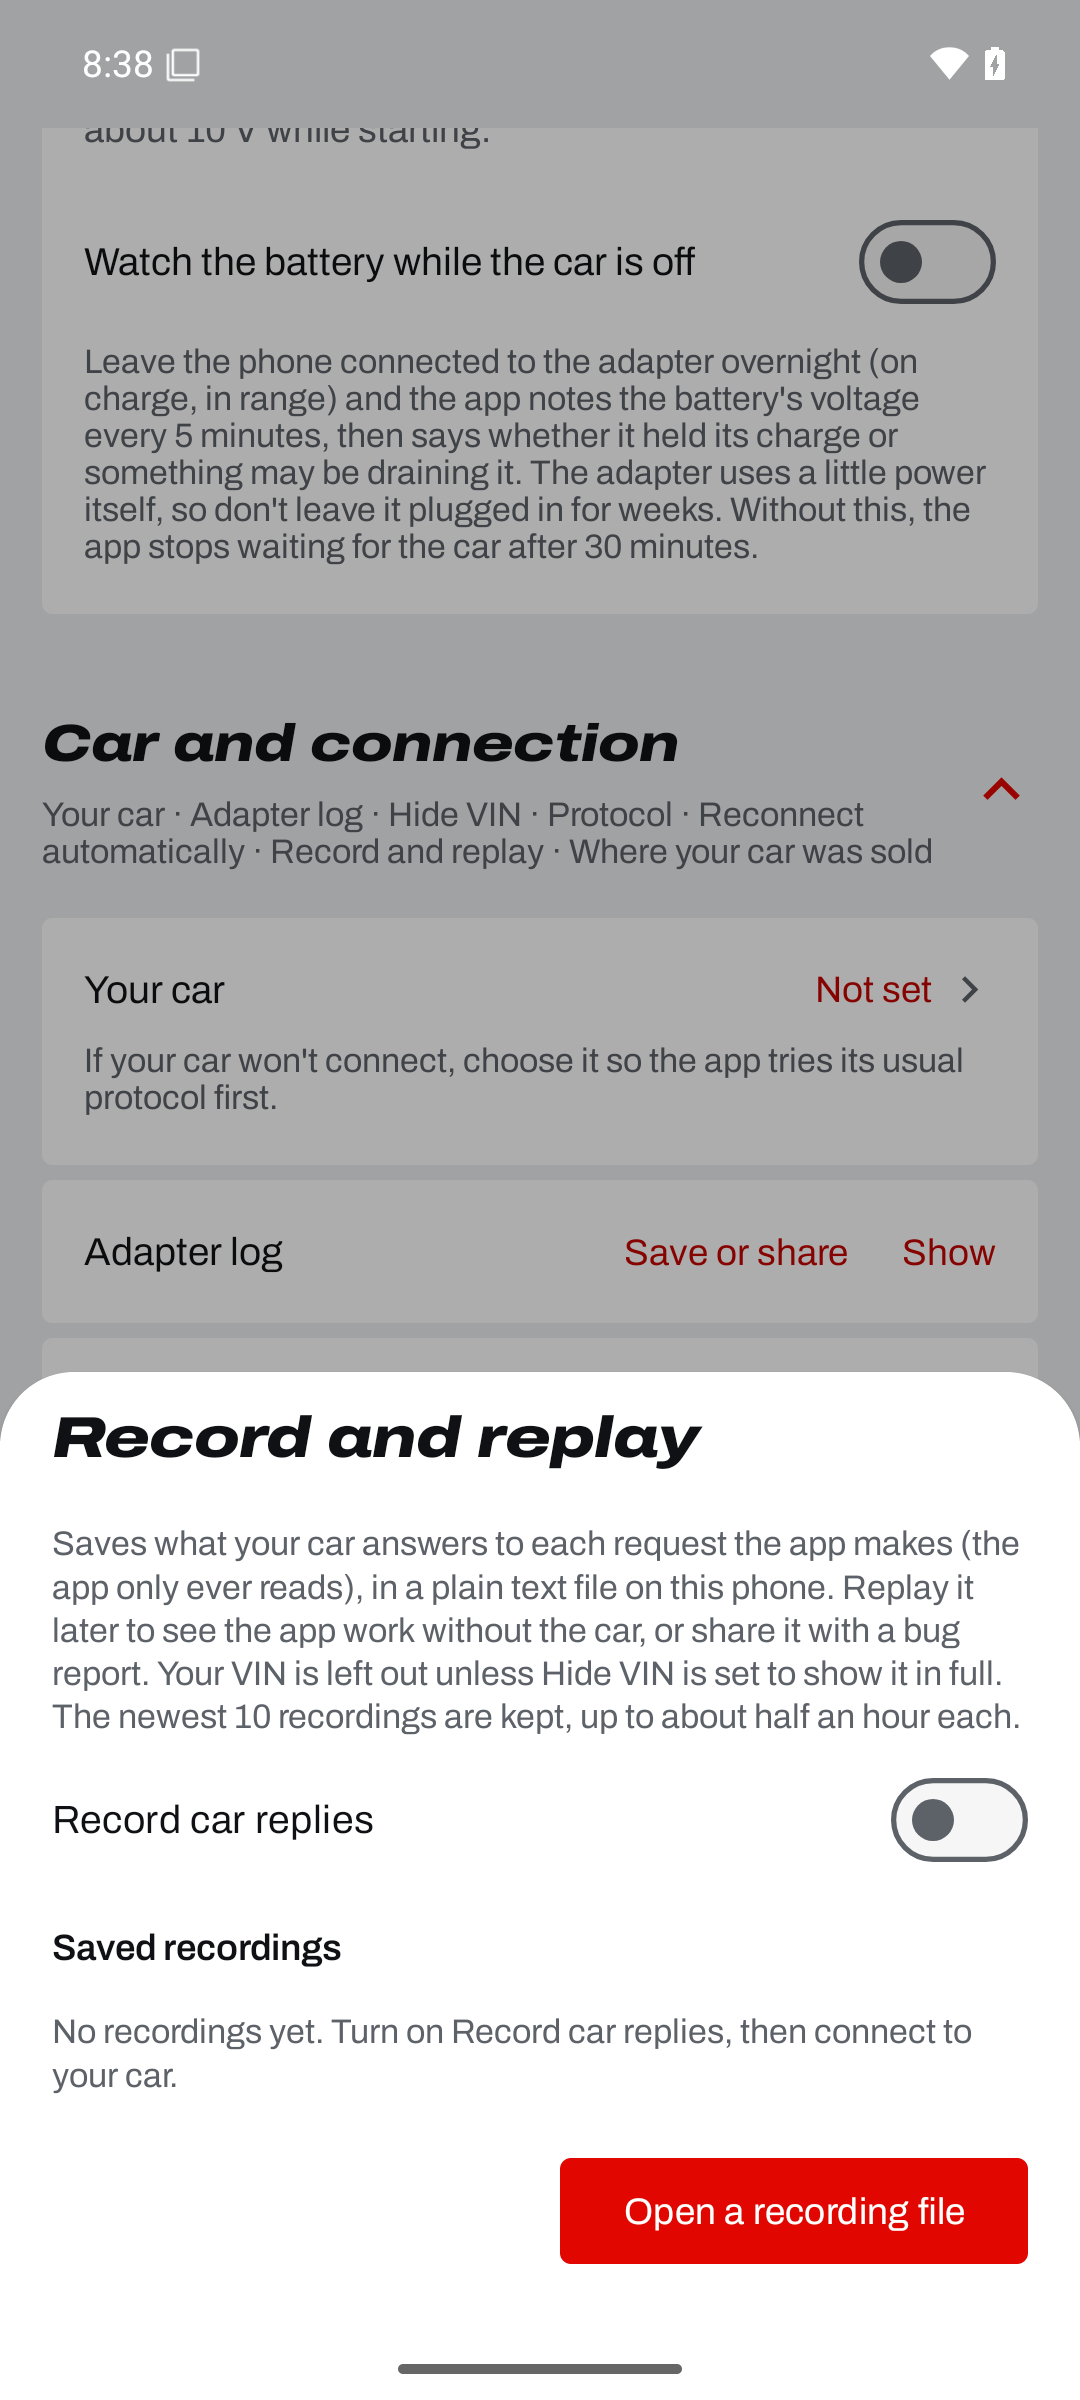 8:38
about 10 V while starting.
Watch the battery while the car is off
Leave the phone connected to the adapter overnight (on
charge, in range) and the app notes the battery's voltage
every 5 minutes, then says whether it held its charge or
something may be draining it. The adapter uses a little power
itself, so don't leave it plugged in for weeks. Without this, the
app stops waiting for the car after 30 minutes.
Car and connection
Your car · Adapter log · Hide VIN · Protocol · Reconnect
automatically · Record and replay · Where your car was sold
Your car
Not set
If your car won't connect, choose it so the app tries its usual
protocol first.
Adapter log
Save or share
Show
Record and replay
Saves what your car answers to each request the app makes (the
app only ever reads), in a plain text file on this phone. Replay it
later to see the app work without the car, or share it with a bug
report. Your VIN is left out unless Hide VIN is set to show it in full.
The newest 10 recordings are kept, up to about half an hour each.
Record car replies
Saved recordings
No recordings yet. Turn on Record car replies, then connect to
your car.
Open a recording file